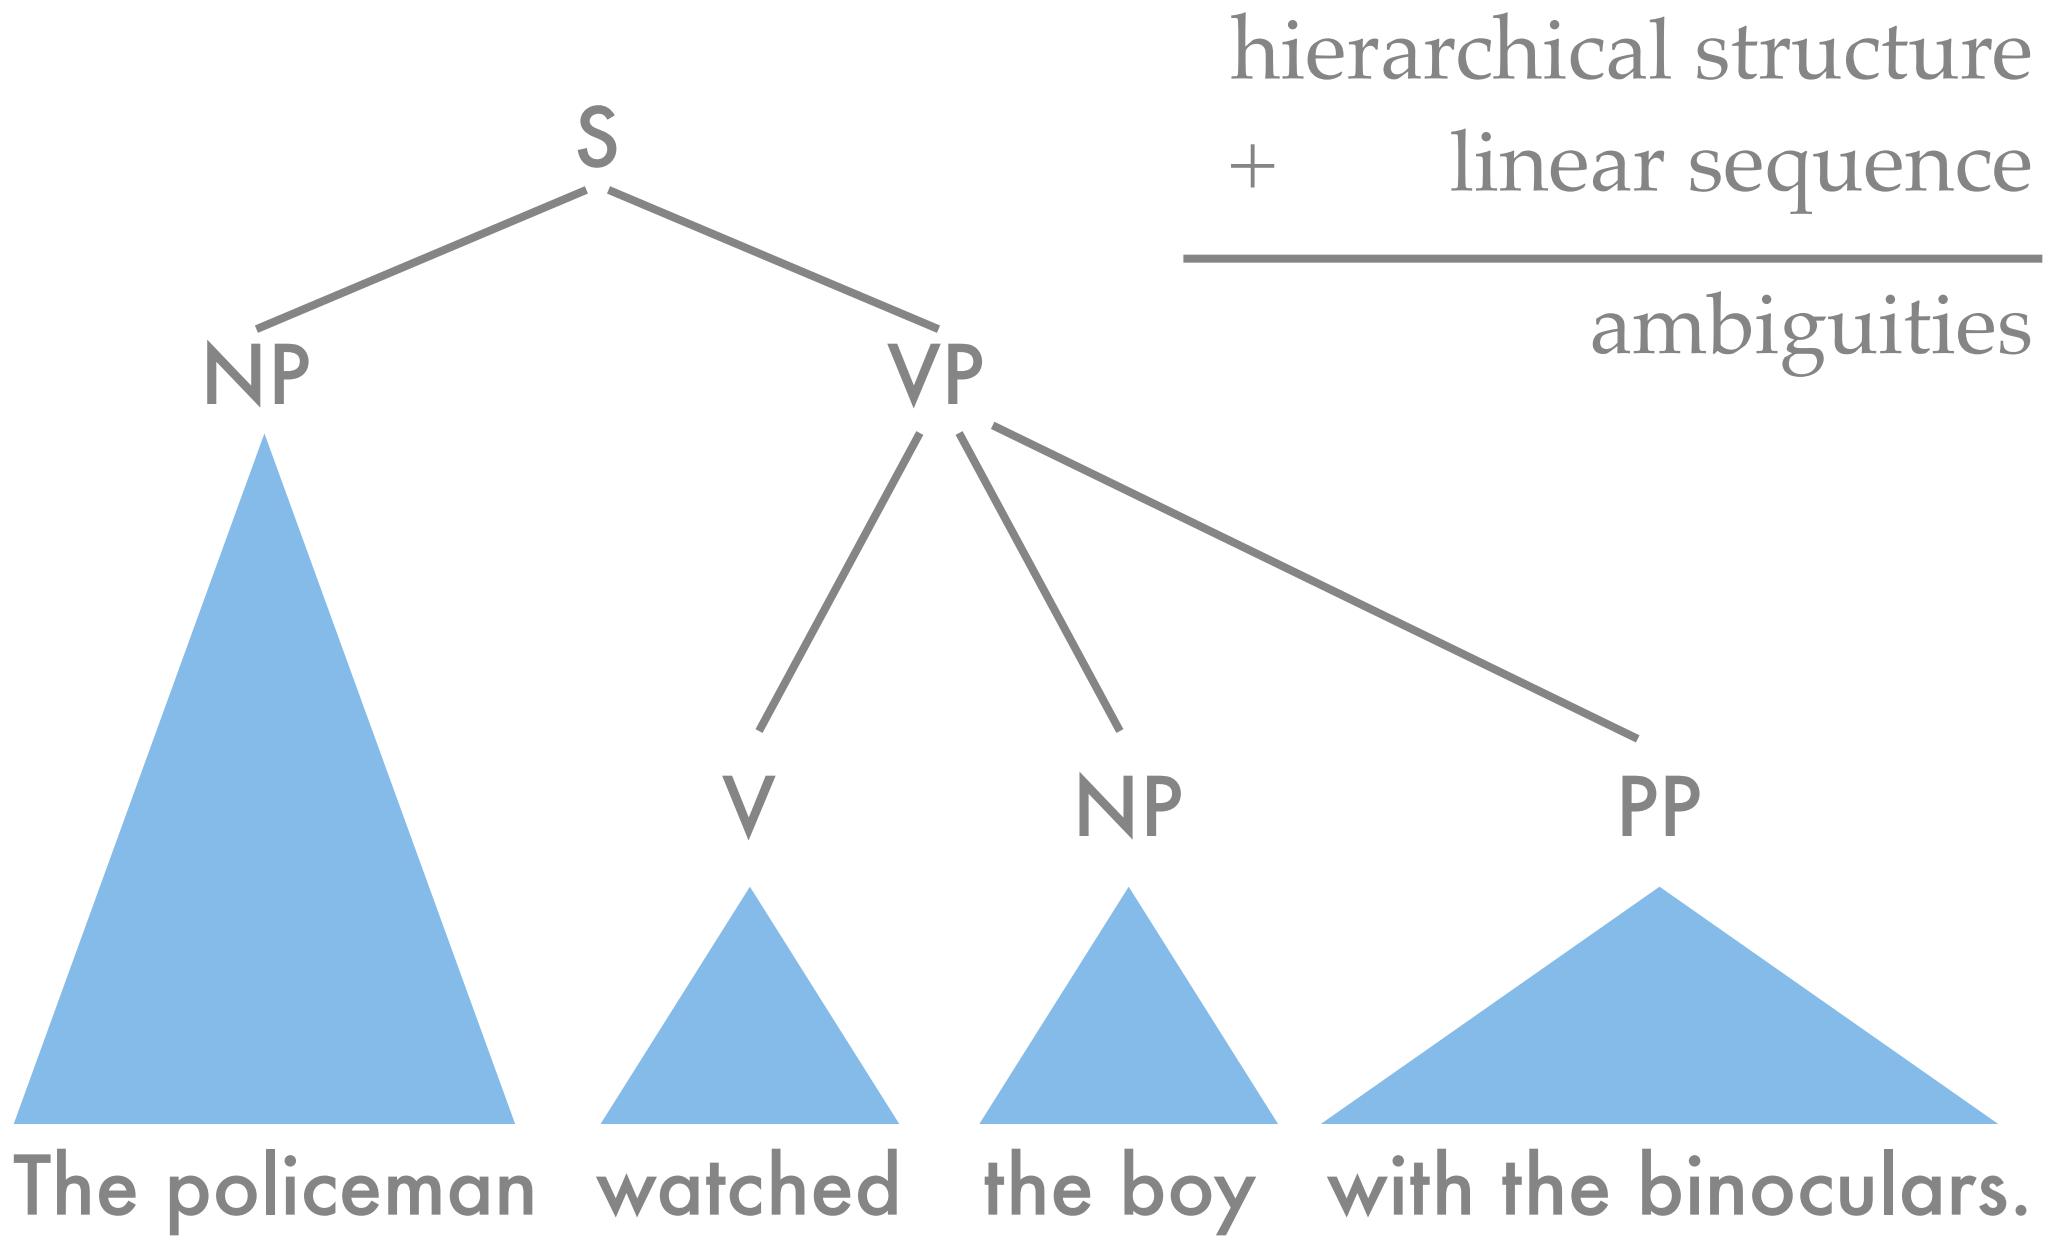 hierarchical structure
+ linear sequence
ambiguities
S
NP VP
V NP PP
The policeman watched the boy with the binoculars.